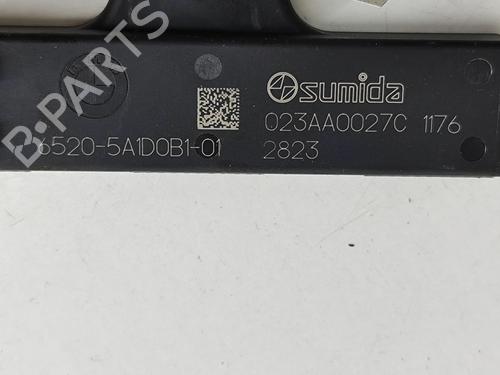 sumida
023AA0027C 1176
6520-5A1D0B1-01 2823
B-PARTS